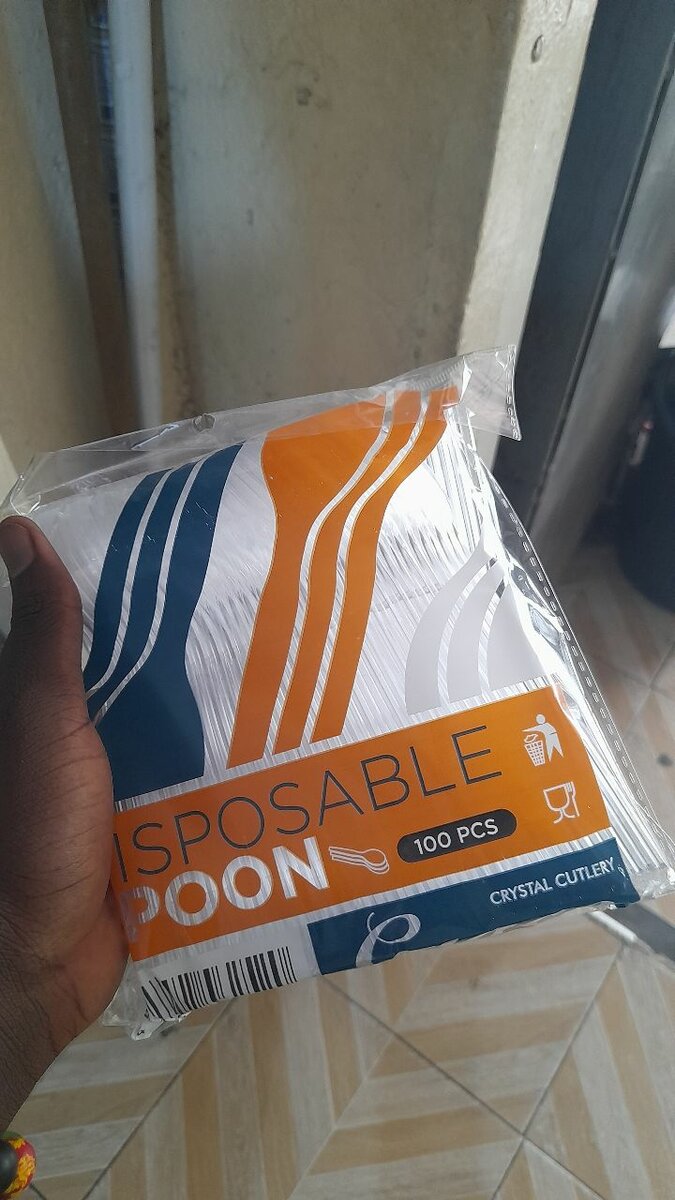 ISPOSABLE
POON
100 PCS
CRYSTAL CUTLERY